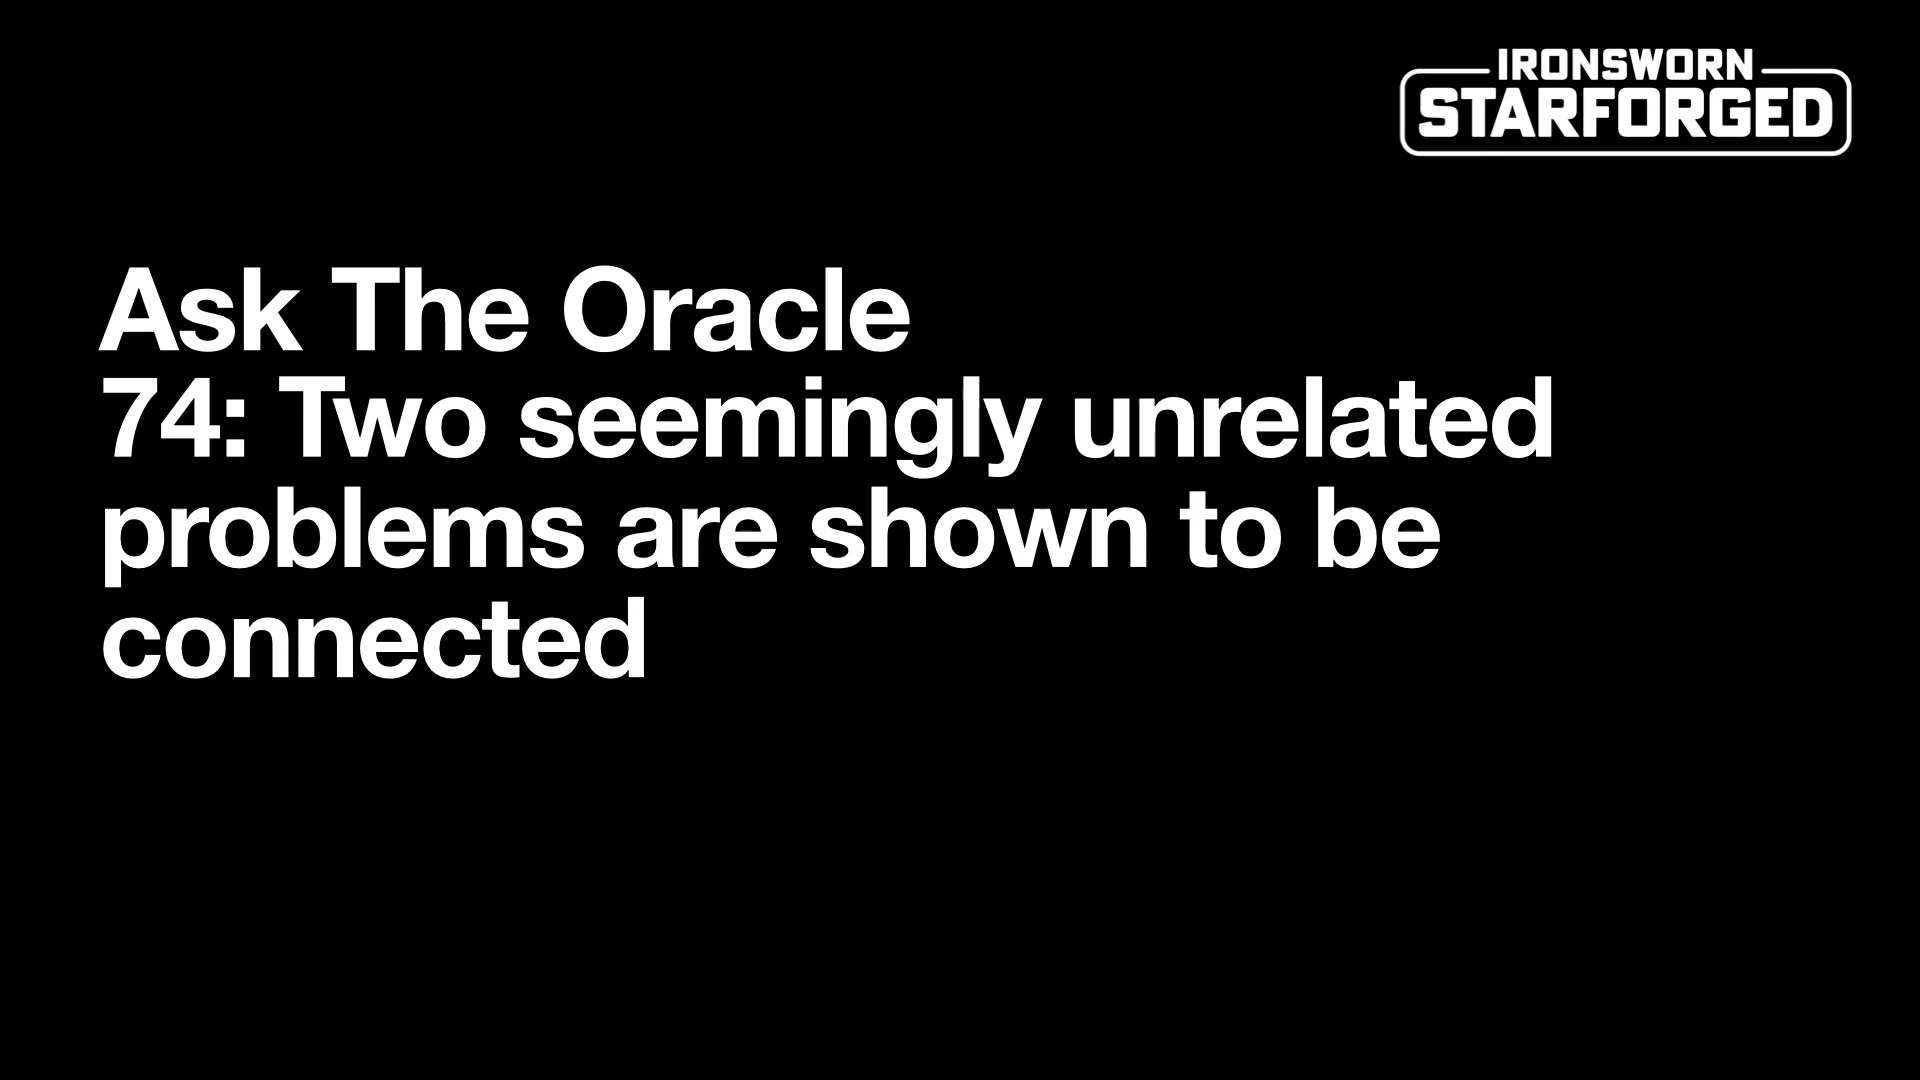 IRONSWORN
STARFORGED
Ask The Oracle
74: Two seemingly unrelated
problems are shown to be
connected